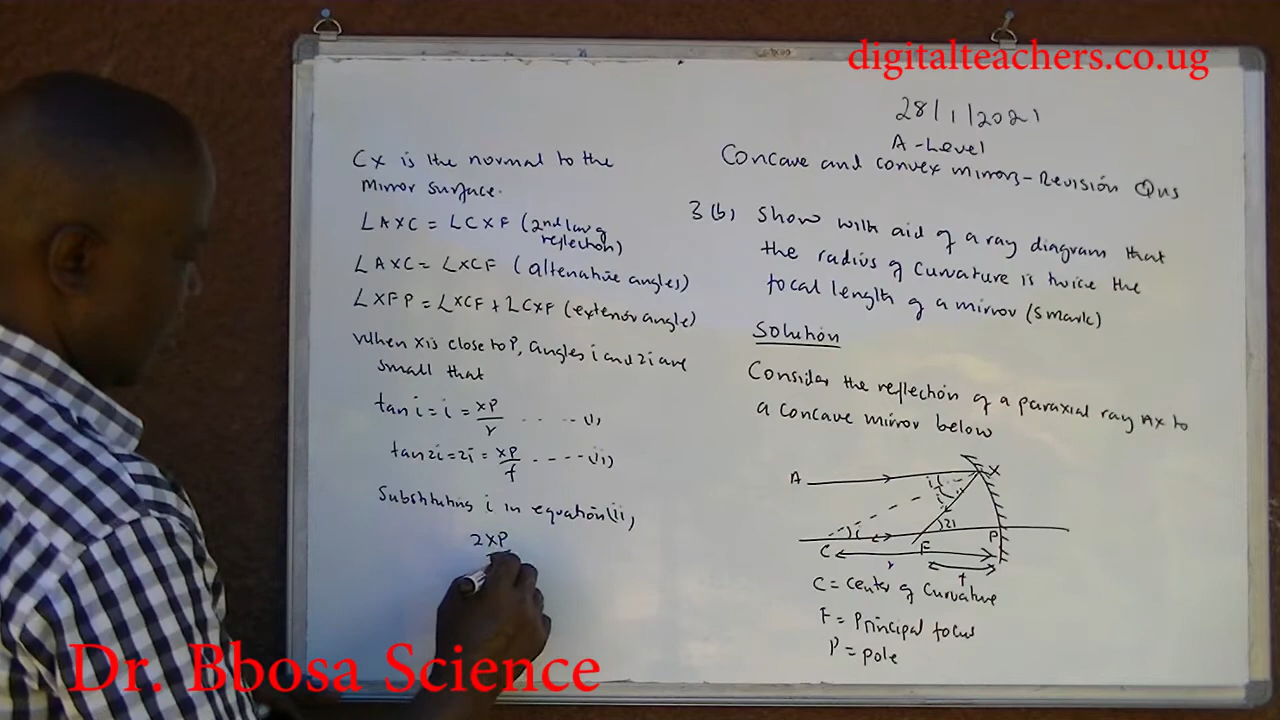 digitalteachers.co.ug
28/1/2021
A-Level
Concave and convex mirrors-Revision Qns
3(b) Show with aid of a ray diagram that
the radius of curvature is twice the
focal length of a mirror (5mark)
Solution
Consider the reflection of a paraxial ray AX to
a concave mirror below
A
X
i
2i
C
F
P
r
f
C = center of curvature
F = Principal focus
P = pole
CX is the normal to the
mirror surface.
∠AXC = ∠CXF (2nd law of
reflection)
∠AXC = ∠XCF (altenative angles)
∠XFP = ∠XCF + ∠CXF (exterior angle)
When X is close to P, angles i and 2i are
small that
tan i = i = XP/r ..... (i)
tan 2i = 2i = XP/f ..... (ii)
Substituting i in equation (ii)
2XP
Dr. Bbosa Science